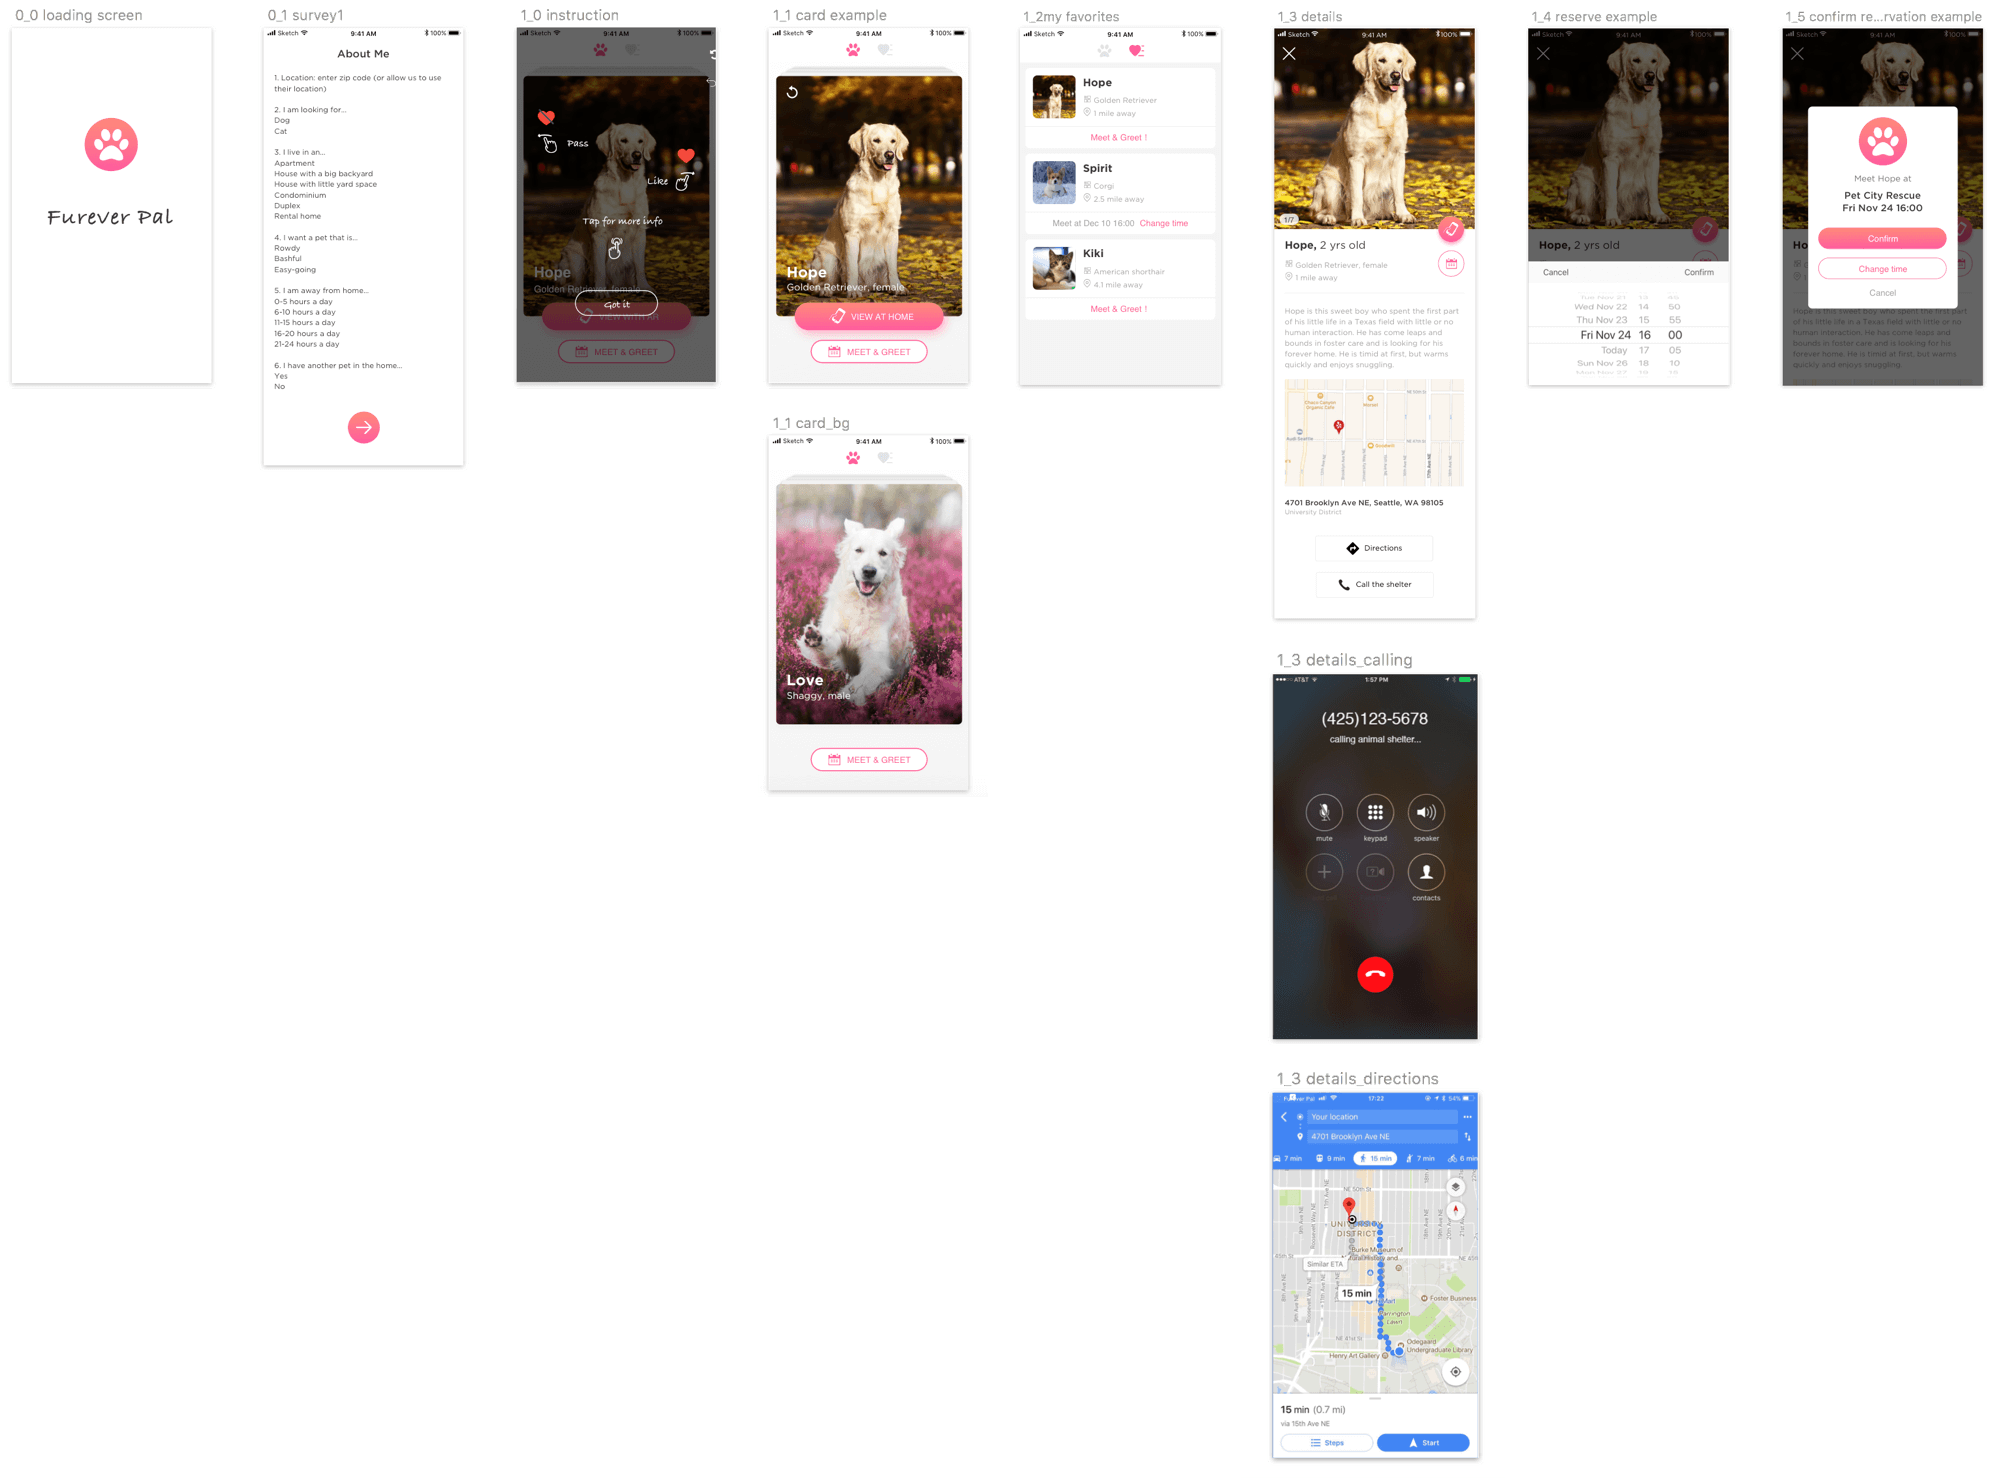 0_0 loading screen
Furever Pal
0_1 survey1
Sketch 9:41 AM 100%
About Me
1. Location: enter zip code (or allow us to use
their location)
2. I am looking for...
Dog
Cat
3. I live in an...
Apartment
House with a big backyard
House with little yard space
Condominium
Duplex
Rental home
4. I want a pet that is...
Rowdy
Bashful
Easy-going
5. I am away from home...
0-5 hours a day
6-10 hours a day
11-15 hours a day
16-20 hours a day
21-24 hours a day
6. I have another pet in the home...
Yes
No
1_0 instruction
Sketch 9:41 AM 100%
Pass
Like
Tap for more info
Hope
Golden Retriever, female
Got it
VIEW WITH AR
MEET & GREET
1_1 card example
Sketch 9:41 AM 100%
Hope
Golden Retriever, female
VIEW AT HOME
MEET & GREET
1_1 card_bg
Sketch 9:41 AM 100%
Love
Shaggy, male
MEET & GREET
1_2my favorites
Sketch 9:41 AM 100%
Hope
Golden Retriever
1 mile away
Meet & Greet !
Spirit
Corgi
2.5 mile away
Meet at Dec 10 16:00 Change time
Kiki
American shorthair
4.1 mile away
Meet & Greet !
1_3 details
Sketch 9:41 AM 100%
1/7
Hope, 2 yrs old
Golden Retriever, female
1 mile away
Hope is this sweet boy who spent the first part
of his little life in a Texas field with little or no
human interaction. He has come leaps and
bounds in foster care and is looking for his
forever home. He is timid at first, but warms
quickly and enjoys snuggling.
Chaco Canyon
Organic Cafe
Audi Seattle
Goodwill
4701 Brooklyn Ave NE, Seattle, WA 98105
University District
Directions
Call the shelter
1_3 details_calling
AT&T 1:57 PM
(425)123-5678
calling animal shelter...
mute
keypad
speaker
contacts
1_3 details_directions
Furever Pal 17:22 54%
Your location
4701 Brooklyn Ave NE
7 min 9 min 15 min 7 min 6 min
NE 50th St
UNIVERSITY
DISTRICT
Burke Museum of
45th St
NE 45th
Similar ETA
15 min
Foster Business
NE 41st St
Odegaard
Undergraduate Library
Henry Art Gallery
15 min (0.7 mi)
via 15th Ave NE
Steps
Start
1_4 reserve example
Sketch 9:41 AM 100%
Hope, 2 yrs old
Cancel Confirm
Wed Nov 22 14 50
Thu Nov 23 15 55
Fri Nov 24 16 00
Today 17 05
Sun Nov 26 18 10
1_5 confirm re...rvation example
Sketch 9:41 AM 100%
Meet Hope at
Pet City Rescue
Fri Nov 24 16:00
Confirm
Change time
Cancel
Hope is this sweet boy who spent the first part
of his little life in a Texas field with little or no
human interaction. He has come leaps and
bounds in foster care and is looking for his
forever home. He is timid at first, but warms
quickly and enjoys snuggling.